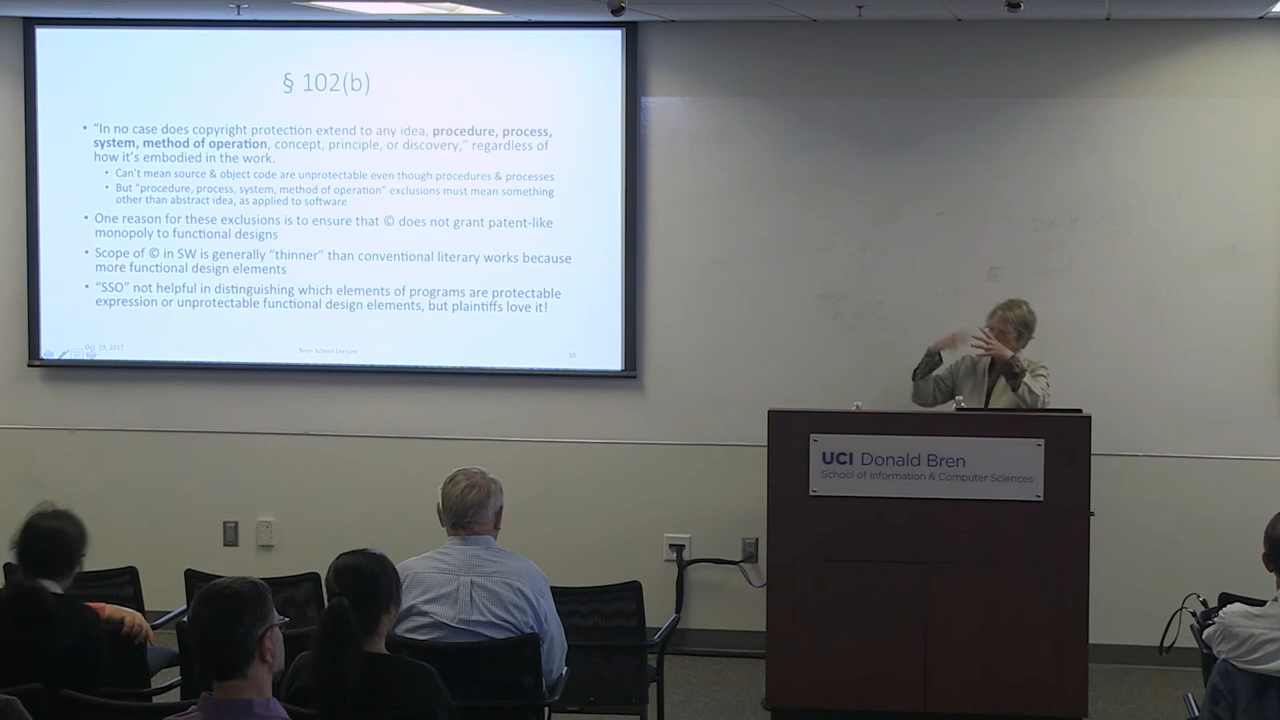 § 102(b)
• “In no case does copyright protection extend to any idea, procedure, process,
system, method of operation, concept, principle, or discovery,” regardless of
how it’s embodied in the work.
• Can’t mean source & object code are unprotectable even though procedures & processes
• But “procedure, process, system, method of operation” exclusions must mean something
other than abstract idea, as applied to software
• One reason for these exclusions is to ensure that © does not grant patent-like
monopoly to functional designs
• Scope of © in SW is generally “thinner” than conventional literary works because
more functional design elements
• “SSO” not helpful in distinguishing which elements of programs are protectable
expression or unprotectable functional design elements, but plaintiffs love it!
Oct. 19, 2017
Bren School Lecture
10
UCI Donald Bren
School of Information & Computer Sciences